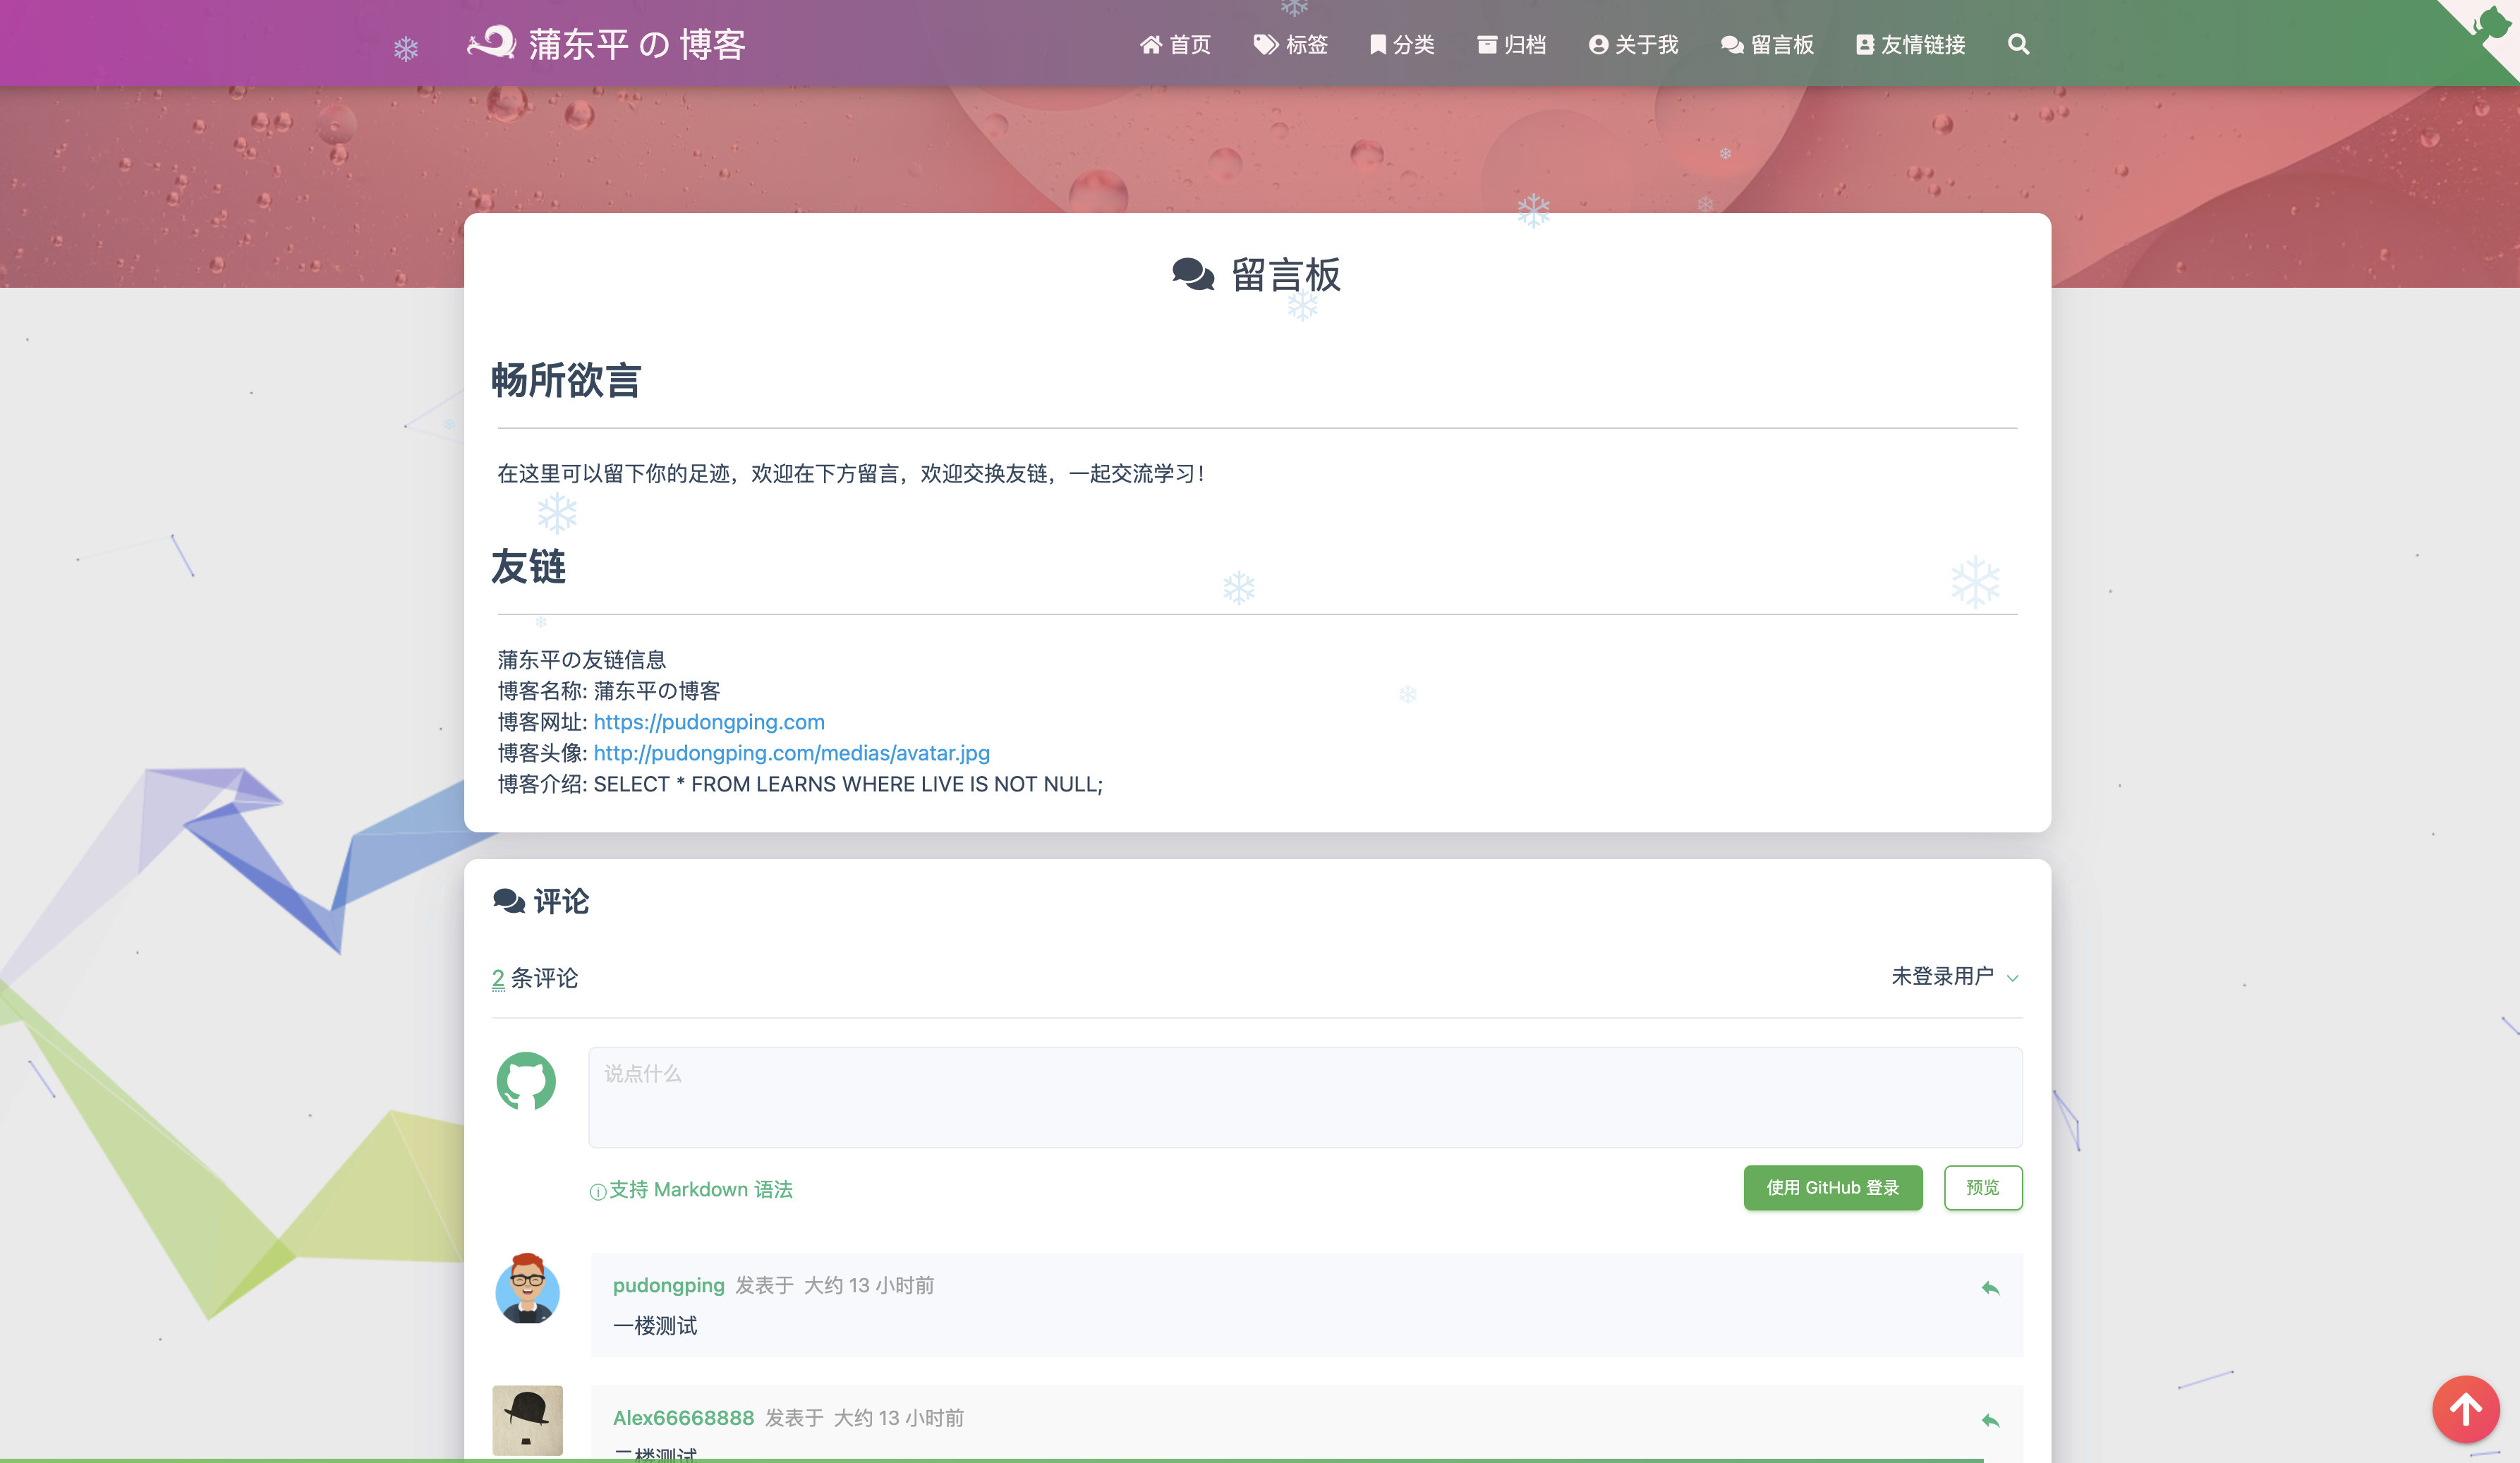 蒲东平 の 博客
首页 标签 分类 归档 关于我 留言板 友情链接
留言板
畅所欲言
在这里可以留下你的足迹，欢迎在下方留言，欢迎交换友链，一起交流学习！
友链
蒲东平の友链信息
博客名称: 蒲东平の博客
博客网址: https://pudongping.com
博客头像: http://pudongping.com/medias/avatar.jpg
博客介绍: SELECT * FROM LEARNS WHERE LIVE IS NOT NULL;
评论
2 条评论 未登录用户
说点什么
支持 Markdown 语法 使用 GitHub 登录 预览
pudongping 发表于 大约 13 小时前
一楼测试
Alex66668888 发表于 大约 13 小时前
二楼测试